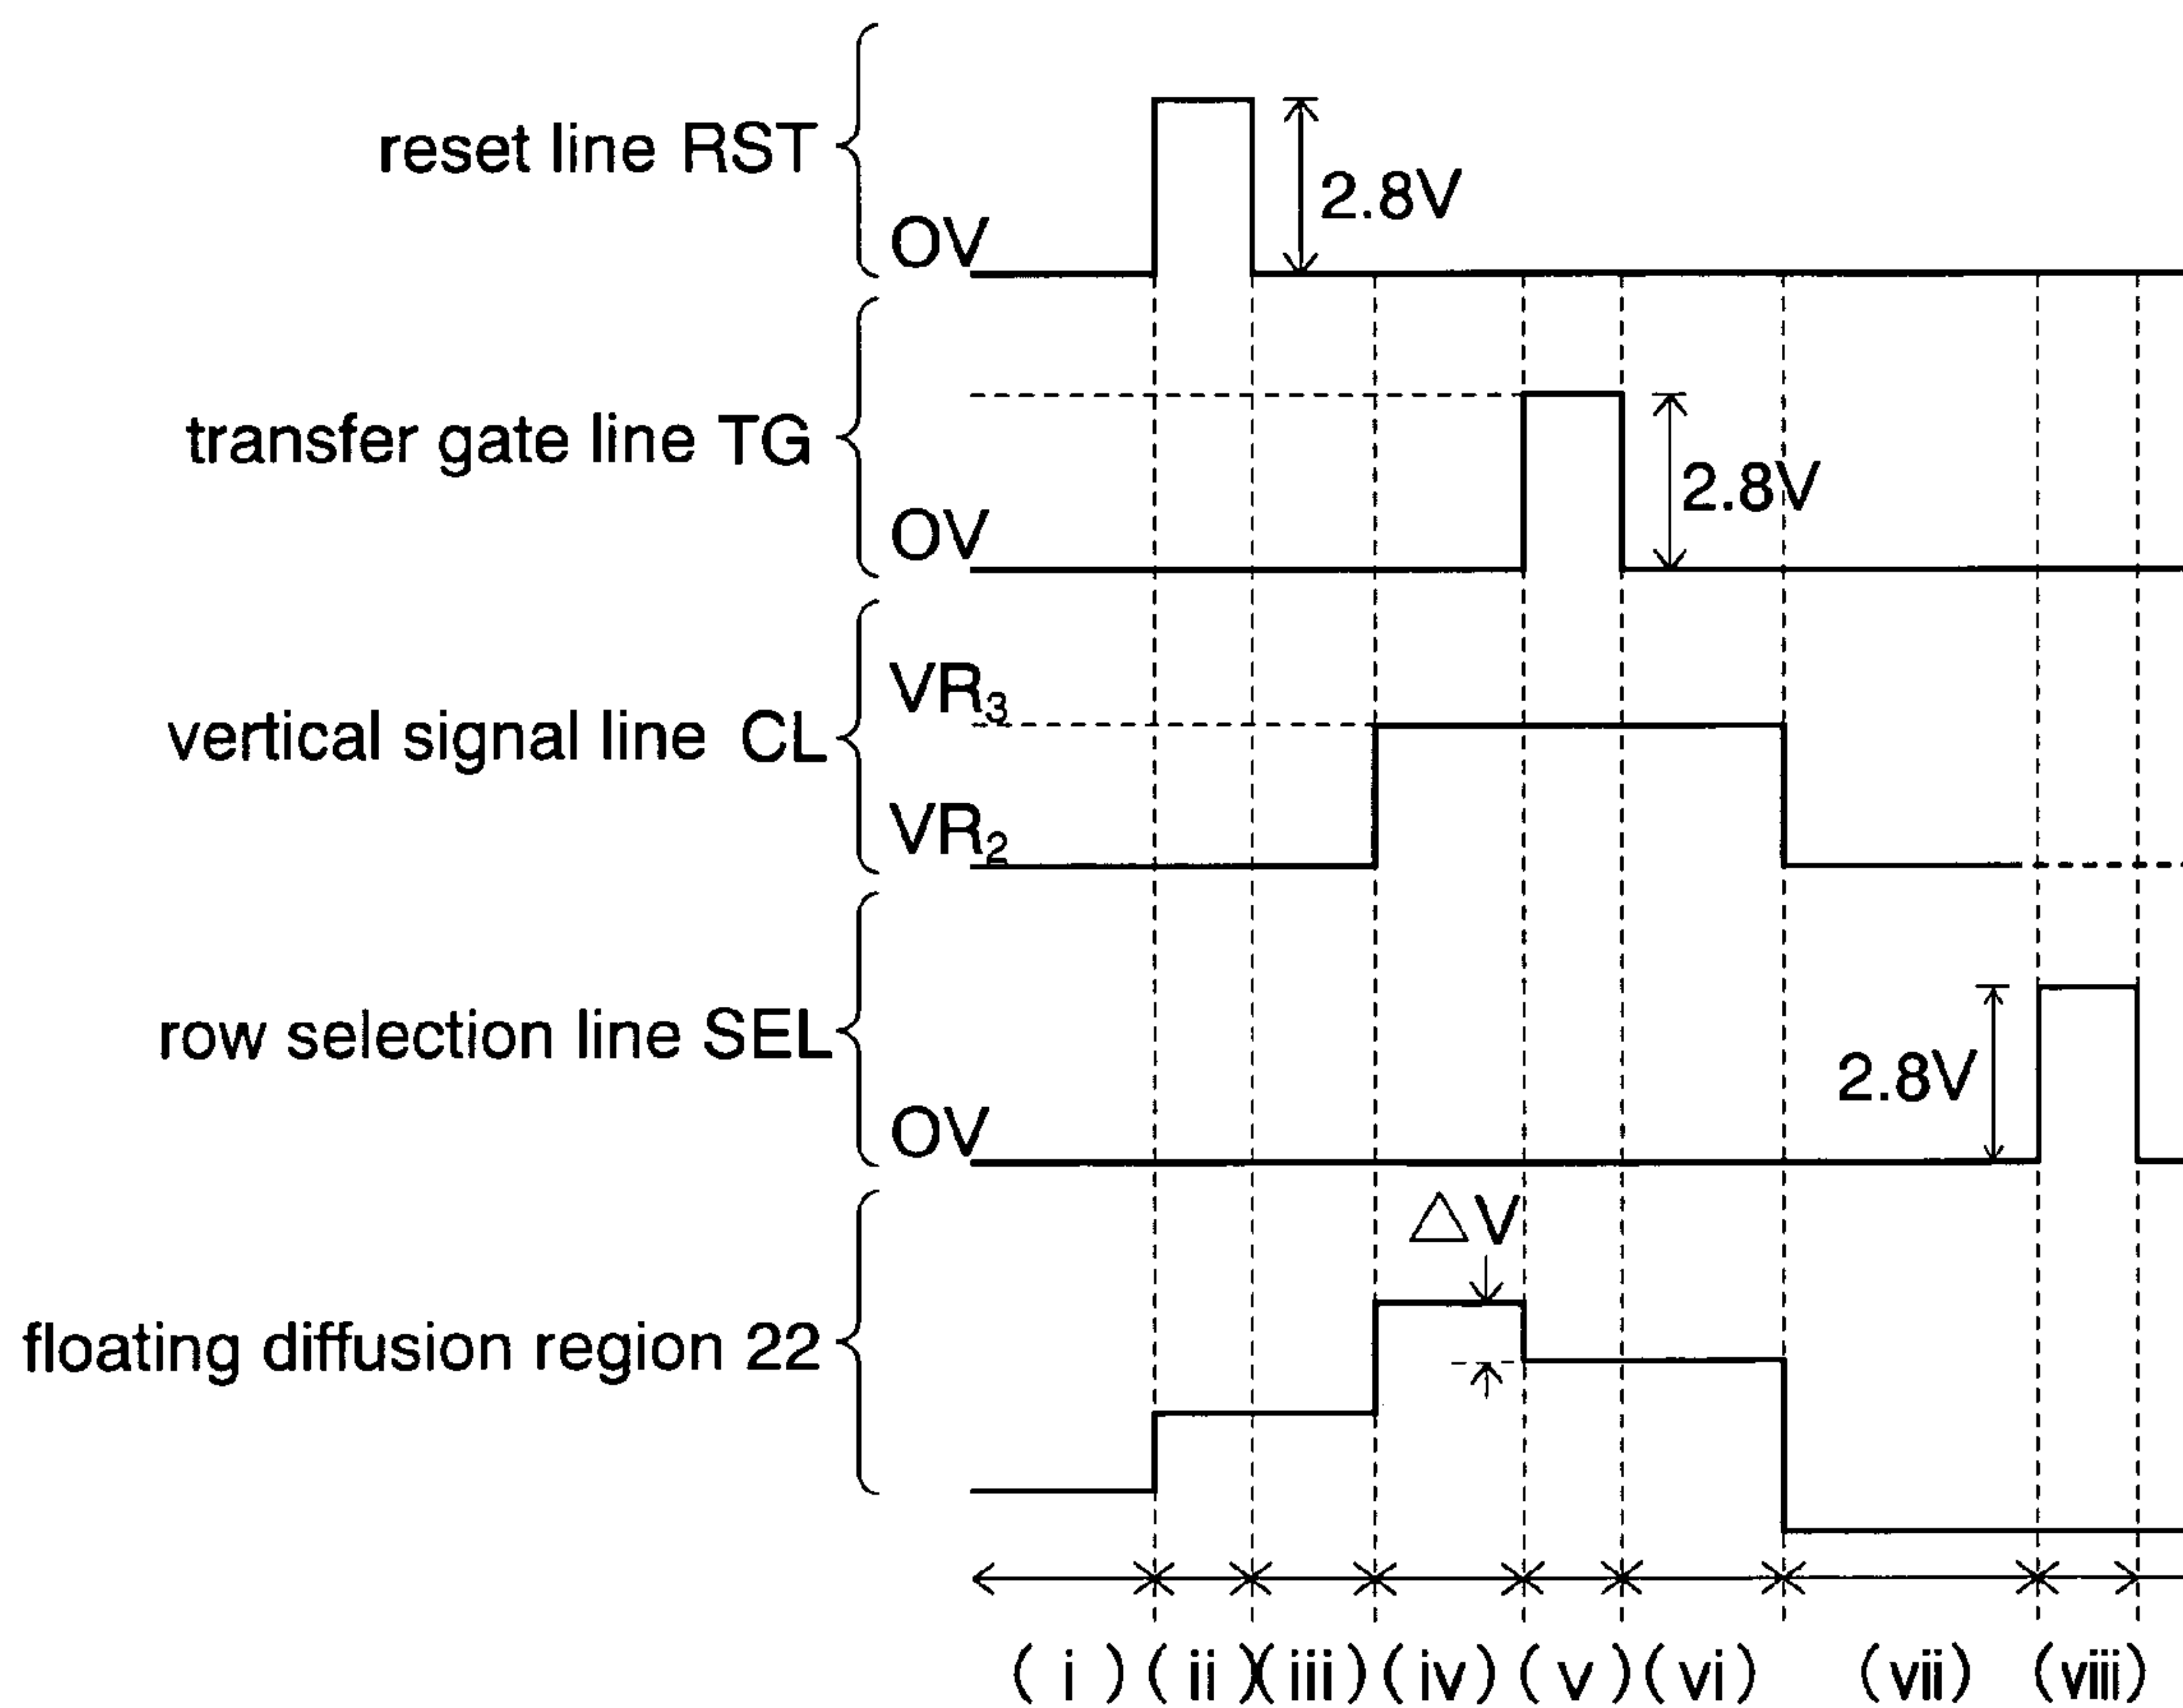 reset line RST
2.8V
OV
transfer gate line TG
2.8V
OV
VR3
vertical signal line CL
VR2
row selection line SEL
2.8V
OV
△V
floating diffusion region 22
( i ) ( ii ) (iii) (iv) ( v ) (vi) (vii) (viii)